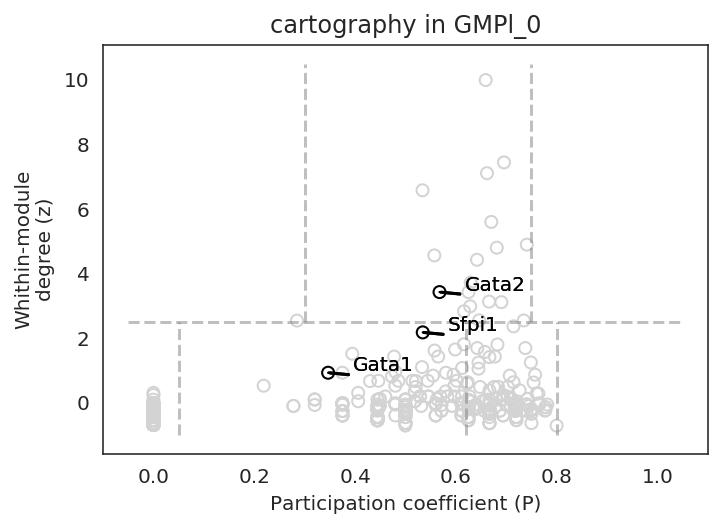 cartography in GMPl_0
10
8
6
4
2
0
Whithin-module
degree (z)
Gata2
Sfpi1
Gata1
0.0 0.2 0.4 0.6 0.8 1.0
Participation coefficient (P)